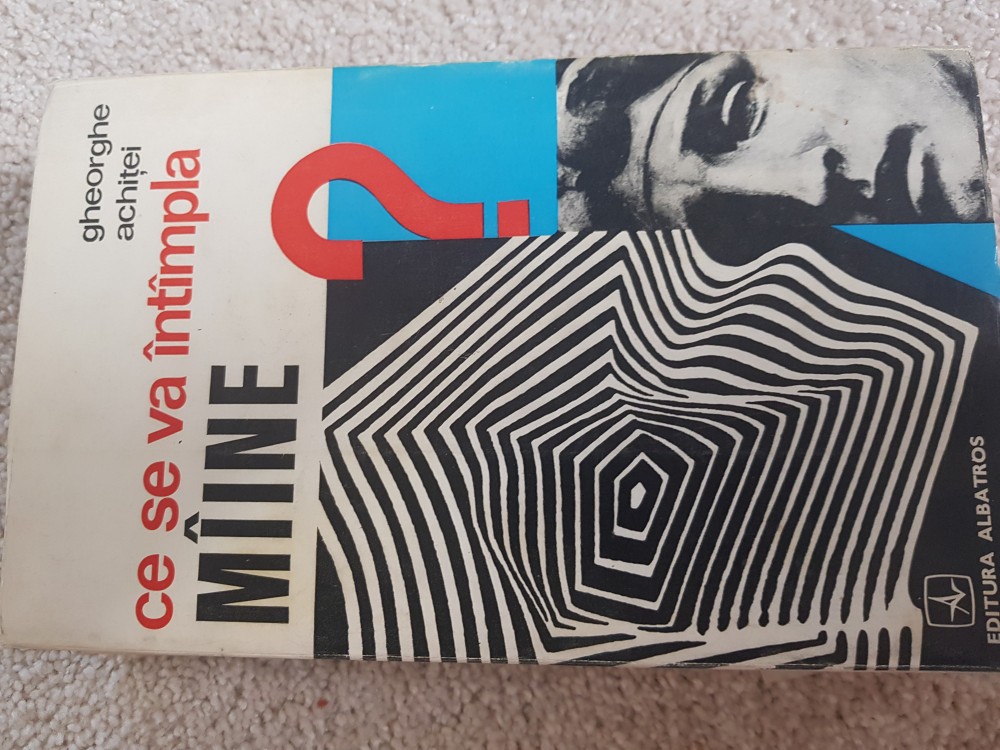 gheorghe
achiței
ce se va întîmpla
MÎINE
?
EDITURA ALBATROS